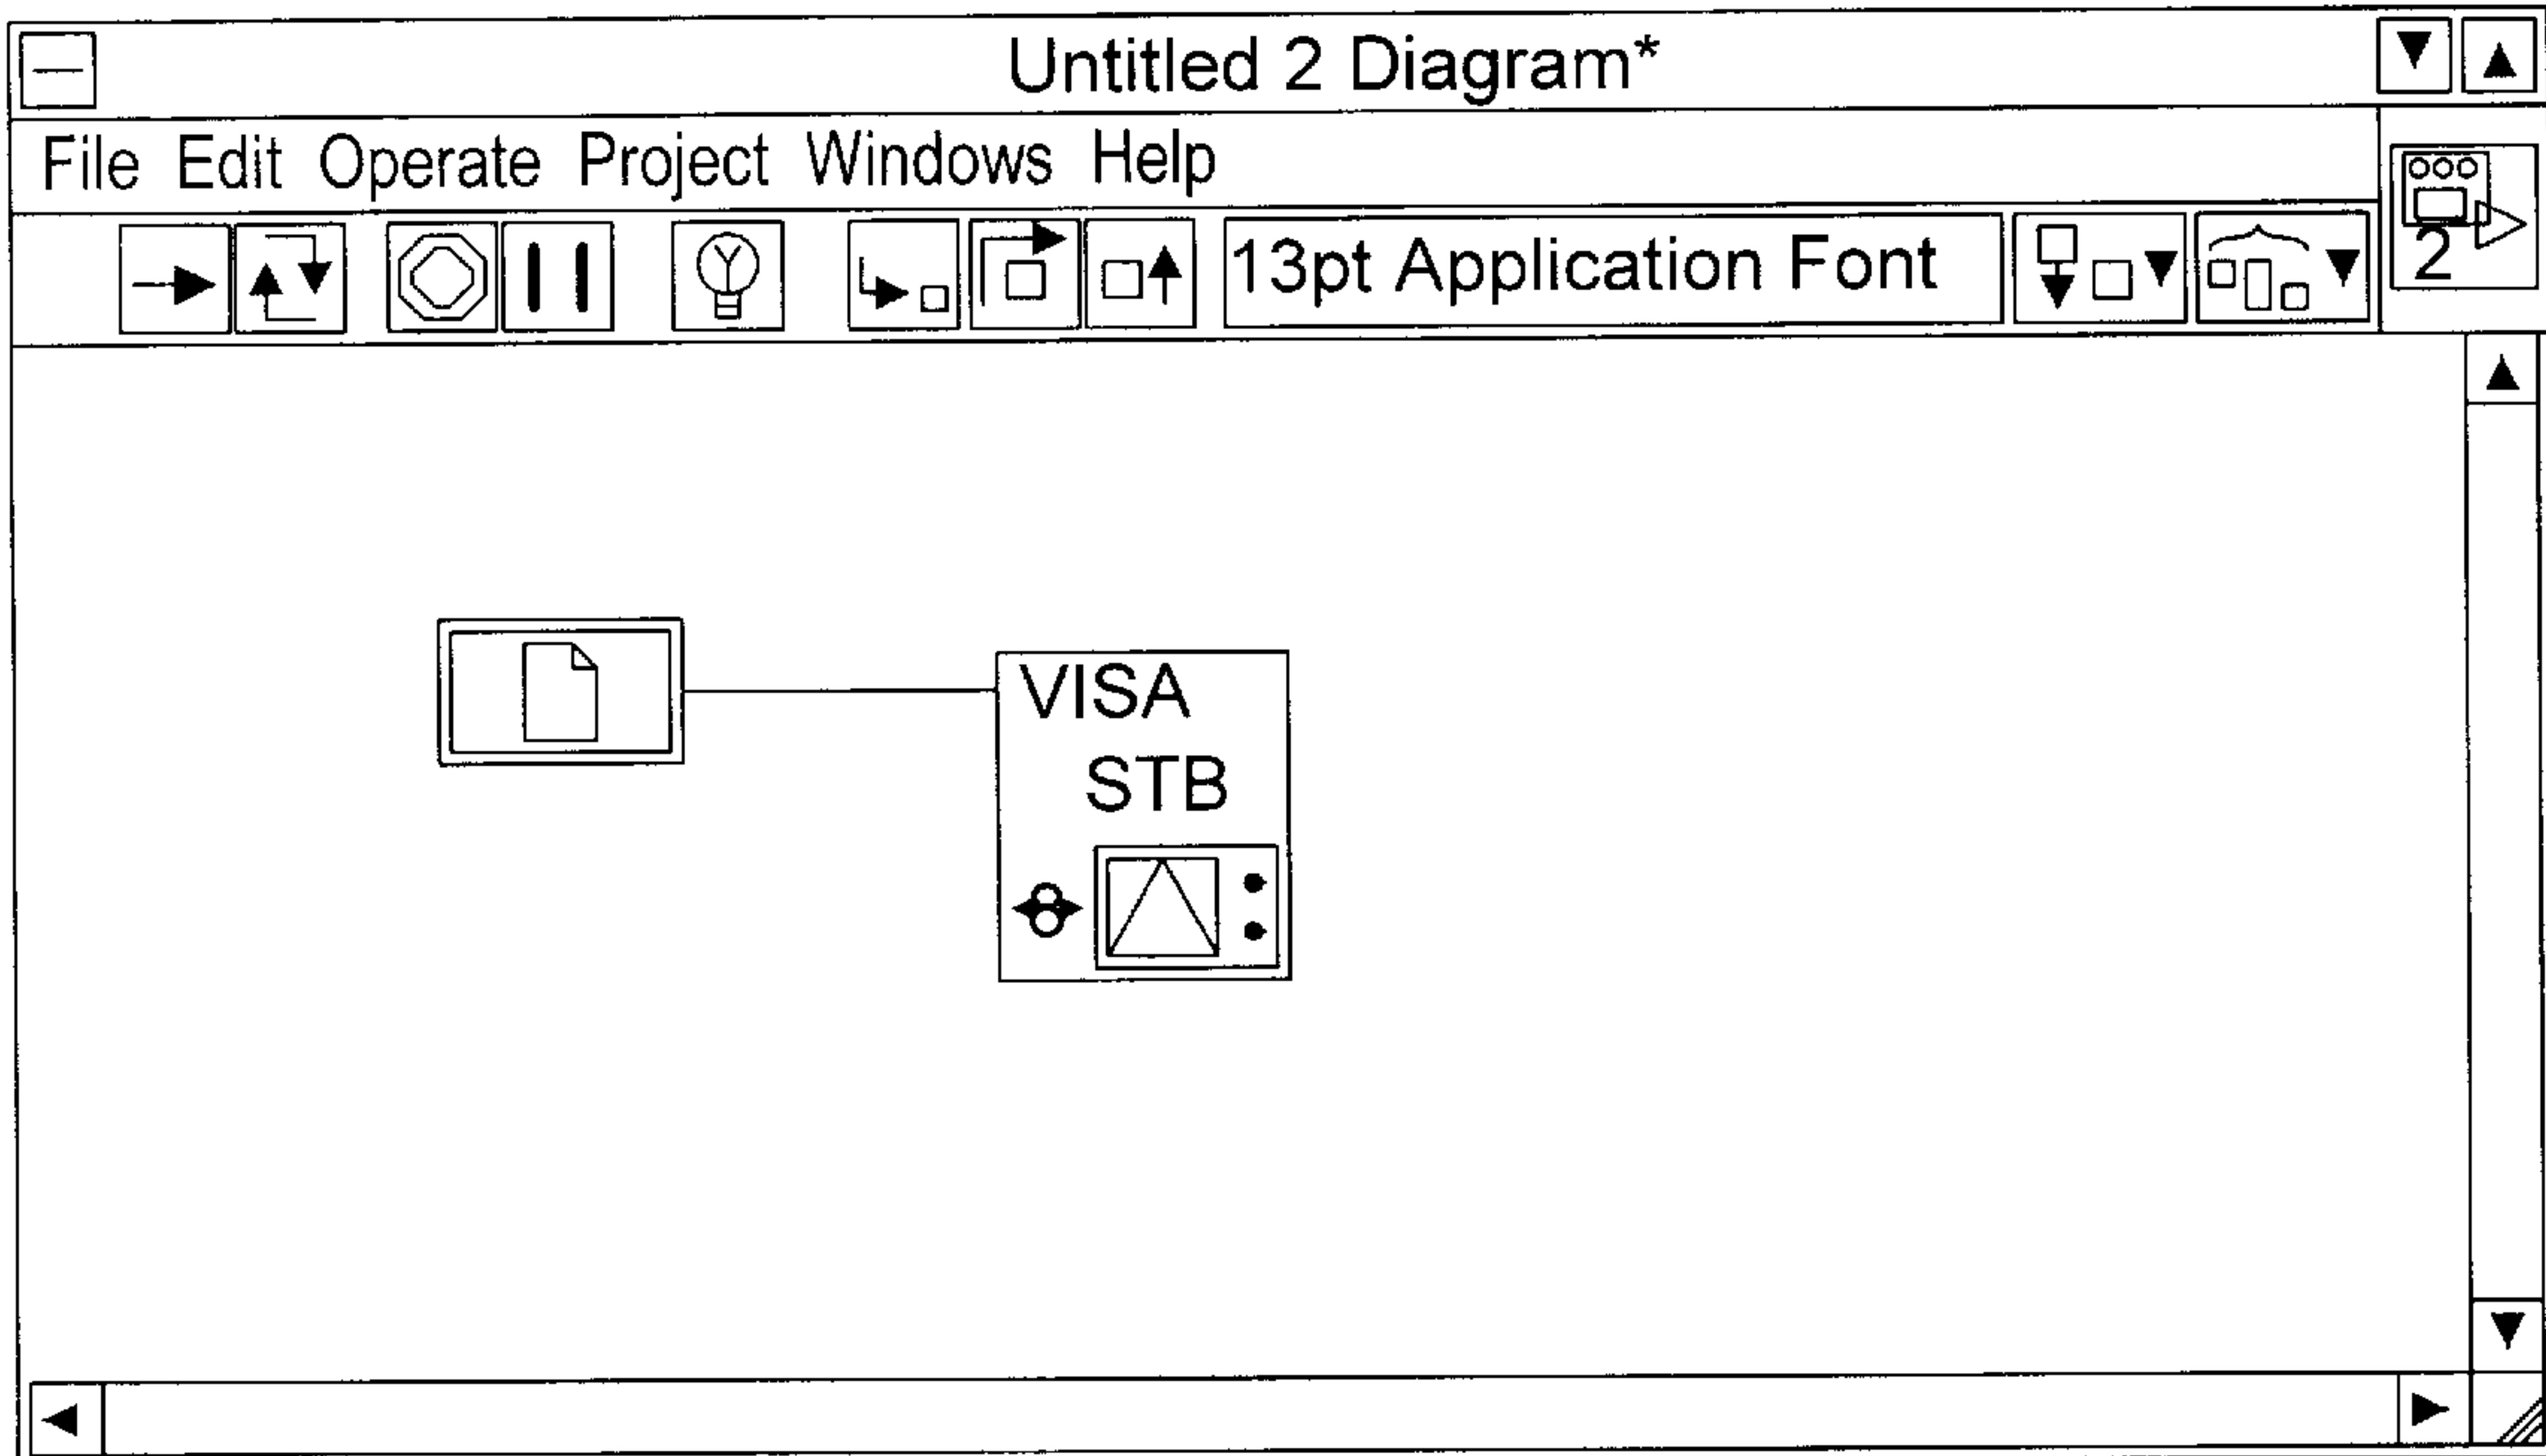 Untitled 2 Diagram*
File Edit Operate Project Windows Help
13pt Application Font
2
VISA
STB